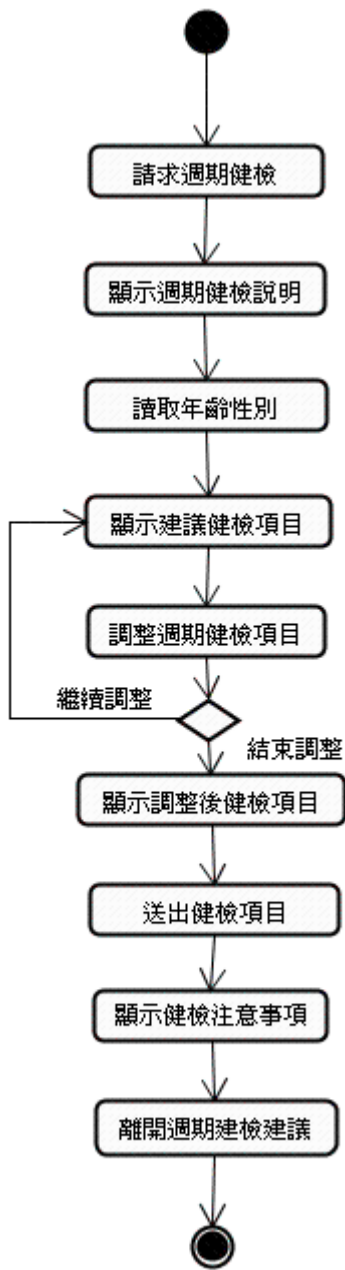 請求週期健檢
顯示週期健檢說明
讀取年齡性別
顯示建議健檢項目
調整週期健檢項目
繼續調整
結束調整
顯示調整後健檢項目
送出健檢項目
顯示健檢注意事項
離開週期建檢建議